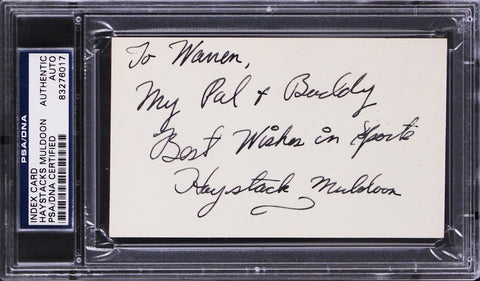 PSA/DNA
INDEX CARD
HAYSTACKS MULDOON
PSA/DNA CERTIFIED
AUTHENTIC
AUTO
83276017
To Warren,
My Pal & Buddy
Best Wishes in Sports
Haystack Muldoon